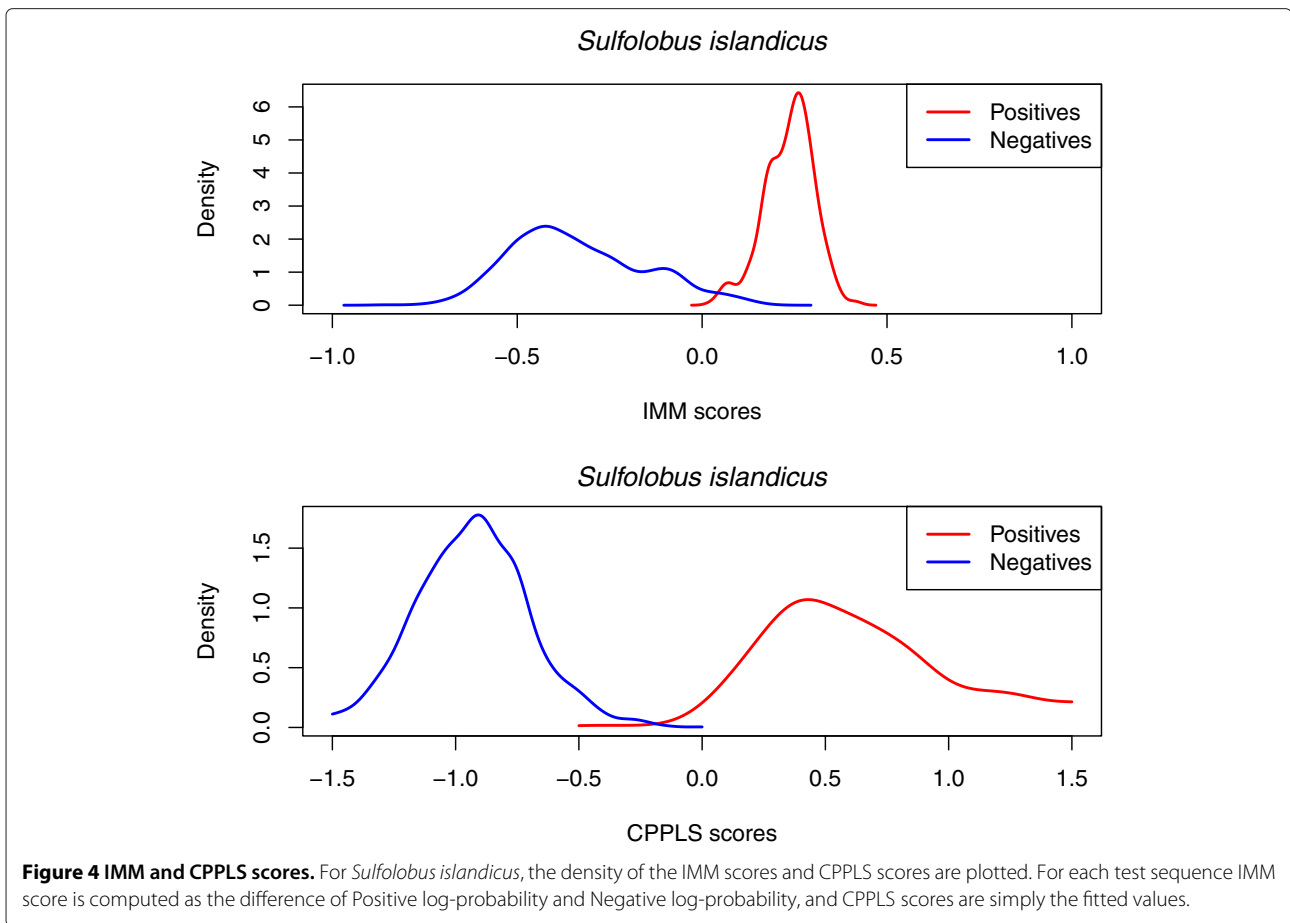 Sulfolobus islandicus
Positives
Negatives
Density
6
5
4
3
2
1
0
−1.0 −0.5 0.0 0.5 1.0
IMM scores
Sulfolobus islandicus
Positives
Negatives
Density
1.5
1.0
0.5
0.0
−1.5 −1.0 −0.5 0.0 0.5 1.0 1.5
CPPLS scores
Figure 4 IMM and CPPLS scores. For Sulfolobus islandicus, the density of the IMM scores and CPPLS scores are plotted. For each test sequence IMM
score is computed as the difference of Positive log-probability and Negative log-probability, and CPPLS scores are simply the fitted values.